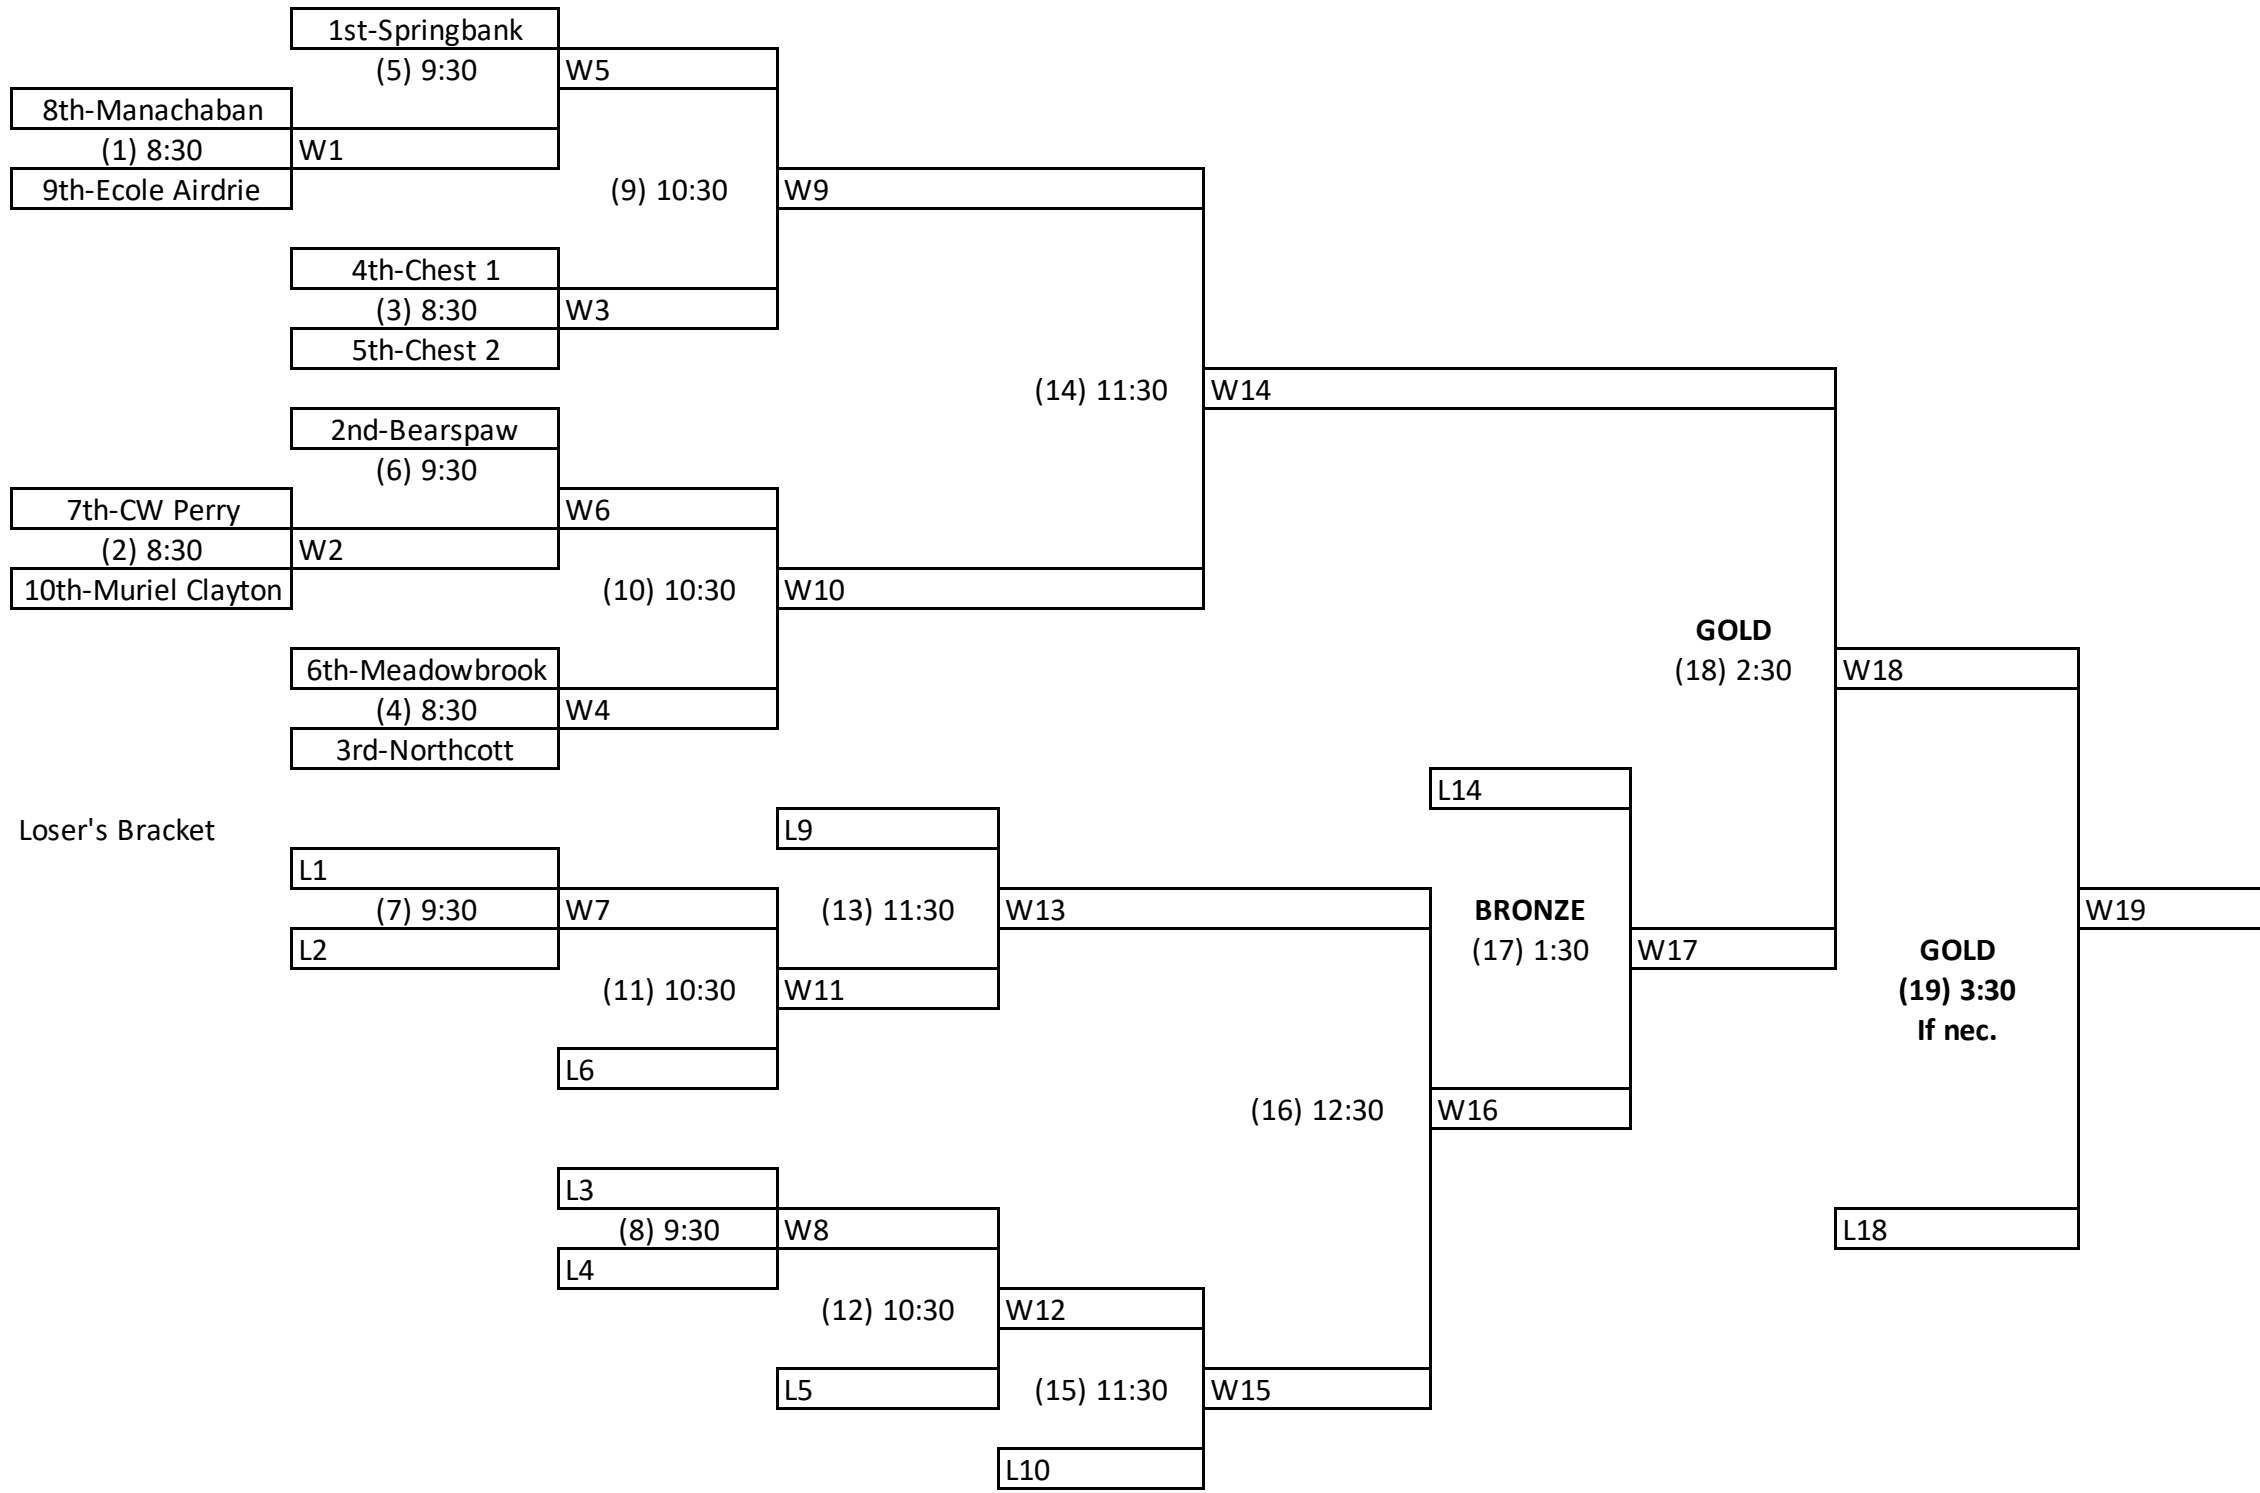 1st-Springbank
(5) 9:30
W5
8th-Manachaban
(1) 8:30
W1
9th-Ecole Airdrie
(9) 10:30
W9
4th-Chest 1
(3) 8:30
W3
5th-Chest 2
(14) 11:30
W14
2nd-Bearspaw
(6) 9:30
7th-CW Perry
W6
(2) 8:30
W2
10th-Muriel Clayton
(10) 10:30
W10
GOLD
(18) 2:30
W18
6th-Meadowbrook
(4) 8:30
W4
3rd-Northcott
L14
Loser's Bracket
L9
L1
(7) 9:30
W7
(13) 11:30
W13
BRONZE
(17) 1:30
W17
W19
L2
GOLD
(19) 3:30
If nec.
(11) 10:30
W11
L6
(16) 12:30
W16
L3
(8) 9:30
W8
L18
L4
(12) 10:30
W12
L5
(15) 11:30
W15
L10